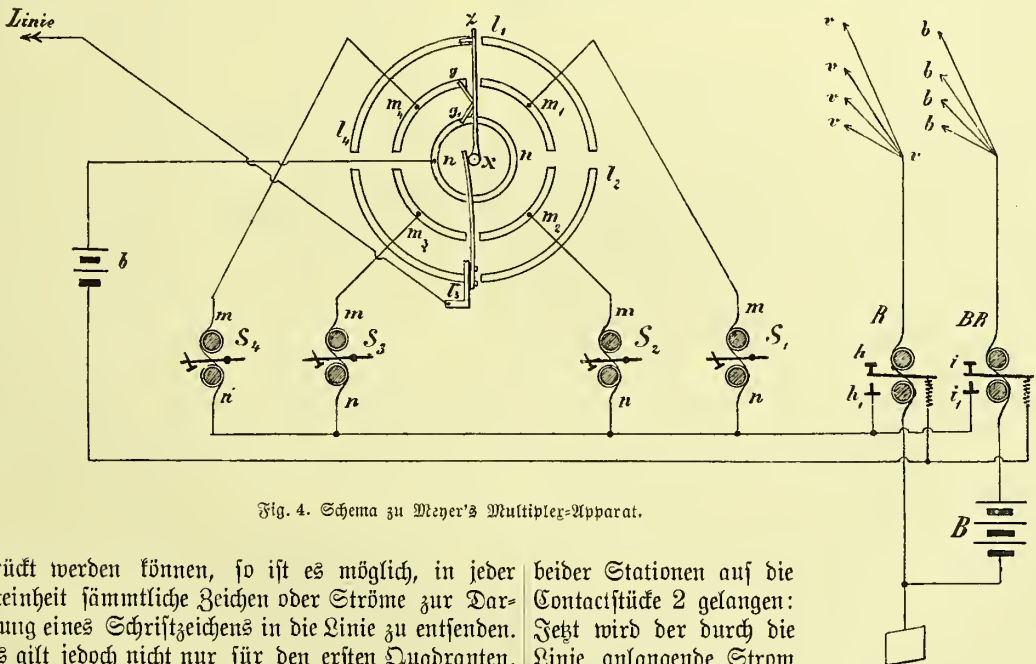 Linie
z l₁
v b
v b
g
v b
m₄ m₁
v b
g₁
l₄
n x n
v
l₂
m₃ m₂
b
l₃
m m m m
R BR
S₄ S₃ S₂ S₁
h i
h₁ i₁
n n n n
Fig. 4. Schema zu Meyer's Multiplex-Apparat.
B
rückt werden können, so ist es möglich, in jeder
teinheit sämmtliche Zeichen oder Ströme zur Dar-
ung eines Schriftzeichens in die Linie zu entsenden.
s gilt jedoch nicht nur für den ersten Quadranten,
beider Stationen auf die
Contactstücke 2 gelangen:
Jetzt wird der durch die
Linie anlangende Strom